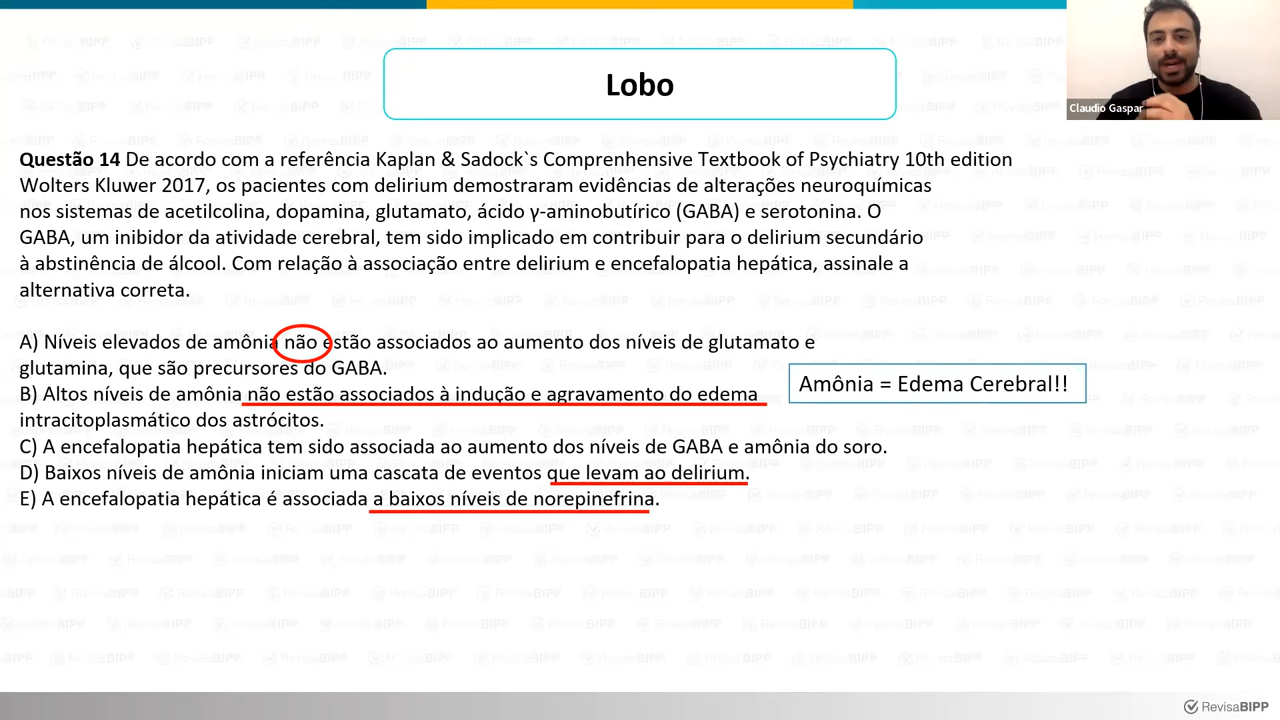 Lobo
Claudio Gaspar
Questão 14 De acordo com a referência Kaplan & Sadock`s Comprenhensive Textbook of Psychiatry 10th edition
Wolters Kluwer 2017, os pacientes com delirium demostraram evidências de alterações neuroquímicas
nos sistemas de acetilcolina, dopamina, glutamato, ácido γ-aminobutírico (GABA) e serotonina. O
GABA, um inibidor da atividade cerebral, tem sido implicado em contribuir para o delirium secundário
à abstinência de álcool. Com relação à associação entre delirium e encefalopatia hepática, assinale a
alternativa correta.
A) Níveis elevados de amônia não estão associados ao aumento dos níveis de glutamato e
glutamina, que são precursores do GABA.
B) Altos níveis de amônia não estão associados à indução e agravamento do edema
intracitoplasmático dos astrócitos.
Amônia = Edema Cerebral!!
C) A encefalopatia hepática tem sido associada ao aumento dos níveis de GABA e amônia do soro.
D) Baixos níveis de amônia iniciam uma cascata de eventos que levam ao delirium.
E) A encefalopatia hepática é associada a baixos níveis de norepinefrina.
RevisaBIPP